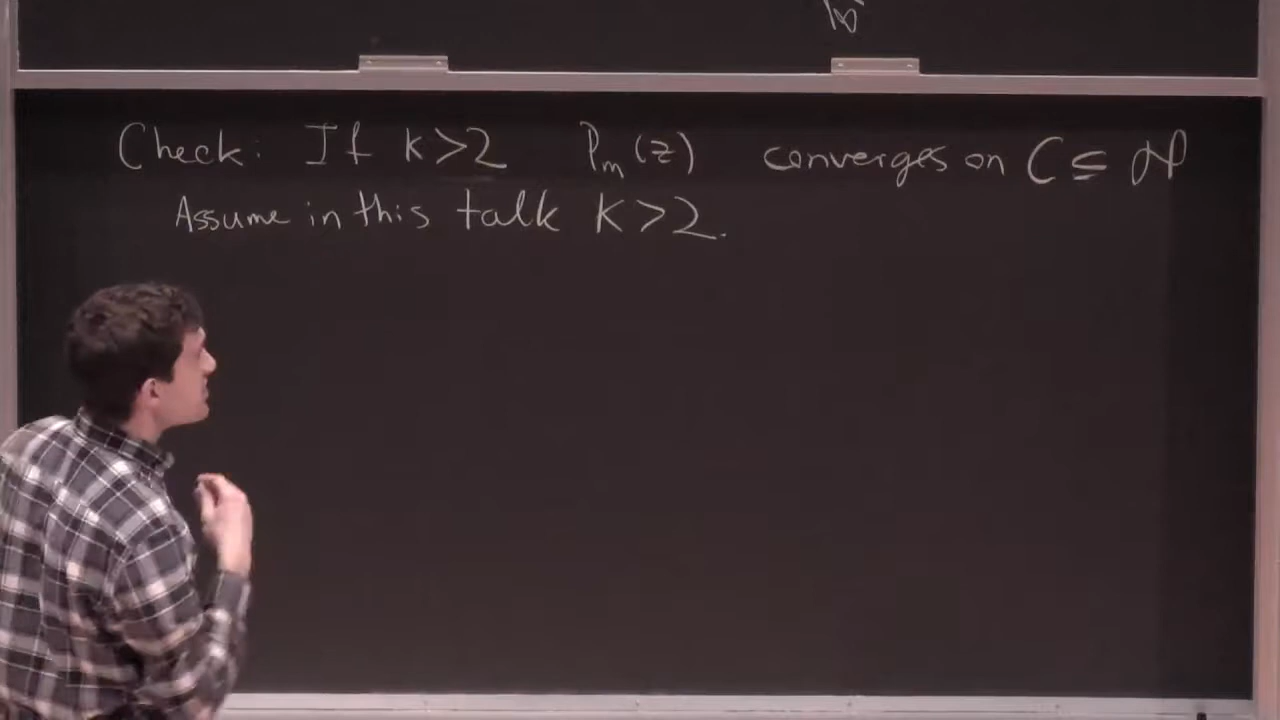 Check: If k>2 P_m(z) converges on C ⊆ 𝓗
Assume in this talk k>2.